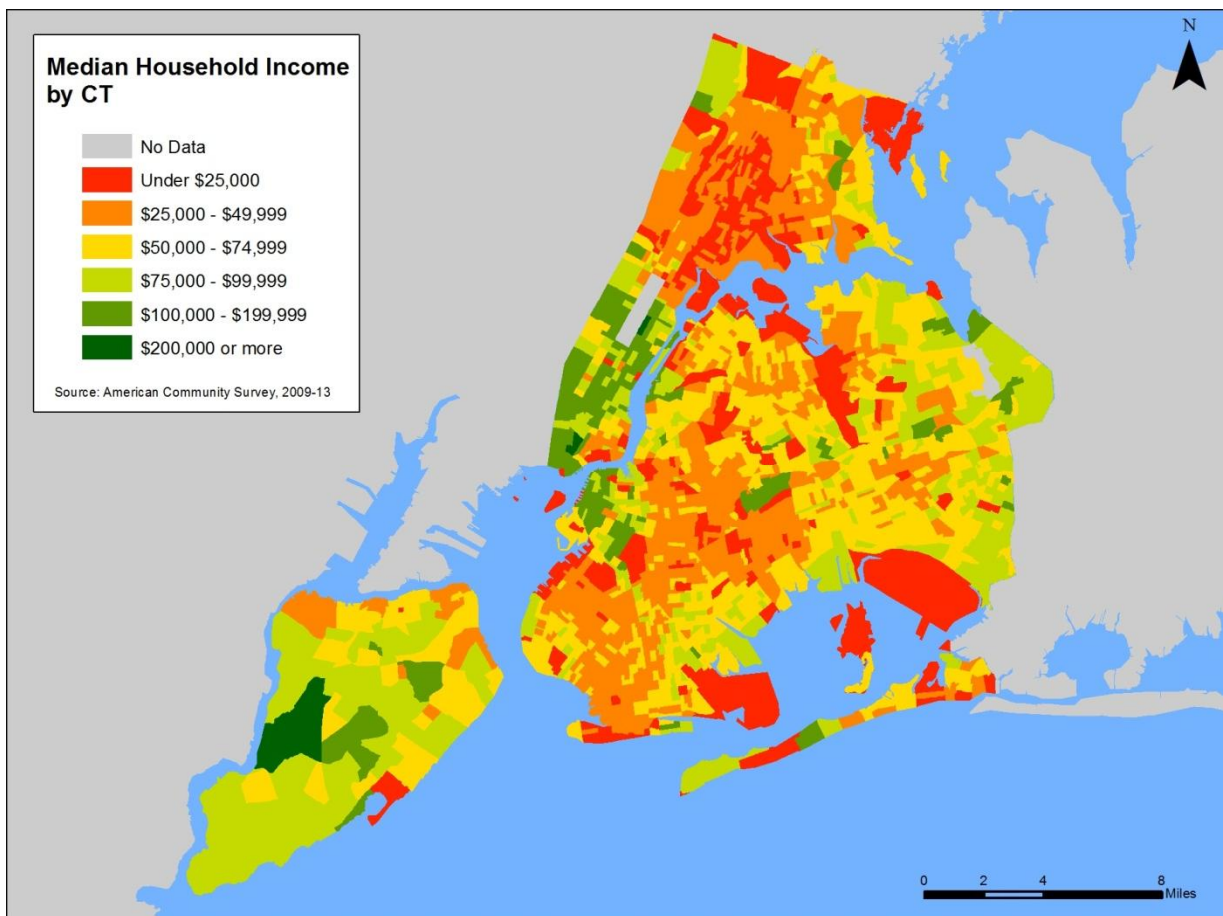 Median Household Income
by CT
No Data
Under $25,000
$25,000 - $49,999
$50,000 - $74,999
$75,000 - $99,999
$100,000 - $199,999
$200,000 or more
Source: American Community Survey, 2009-13
N
0 2 4 8
Miles